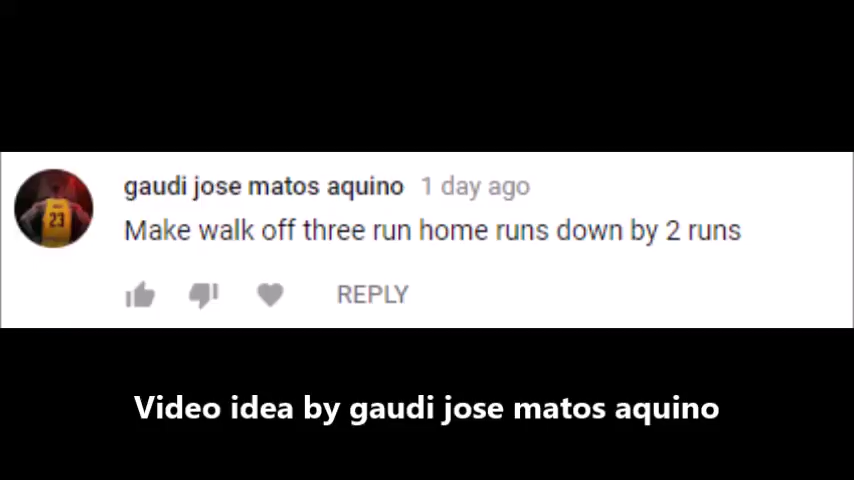 gaudi jose matos aquino 1 day ago
Make walk off three run home runs down by 2 runs
23
REPLY
Video idea by gaudi jose matos aquino